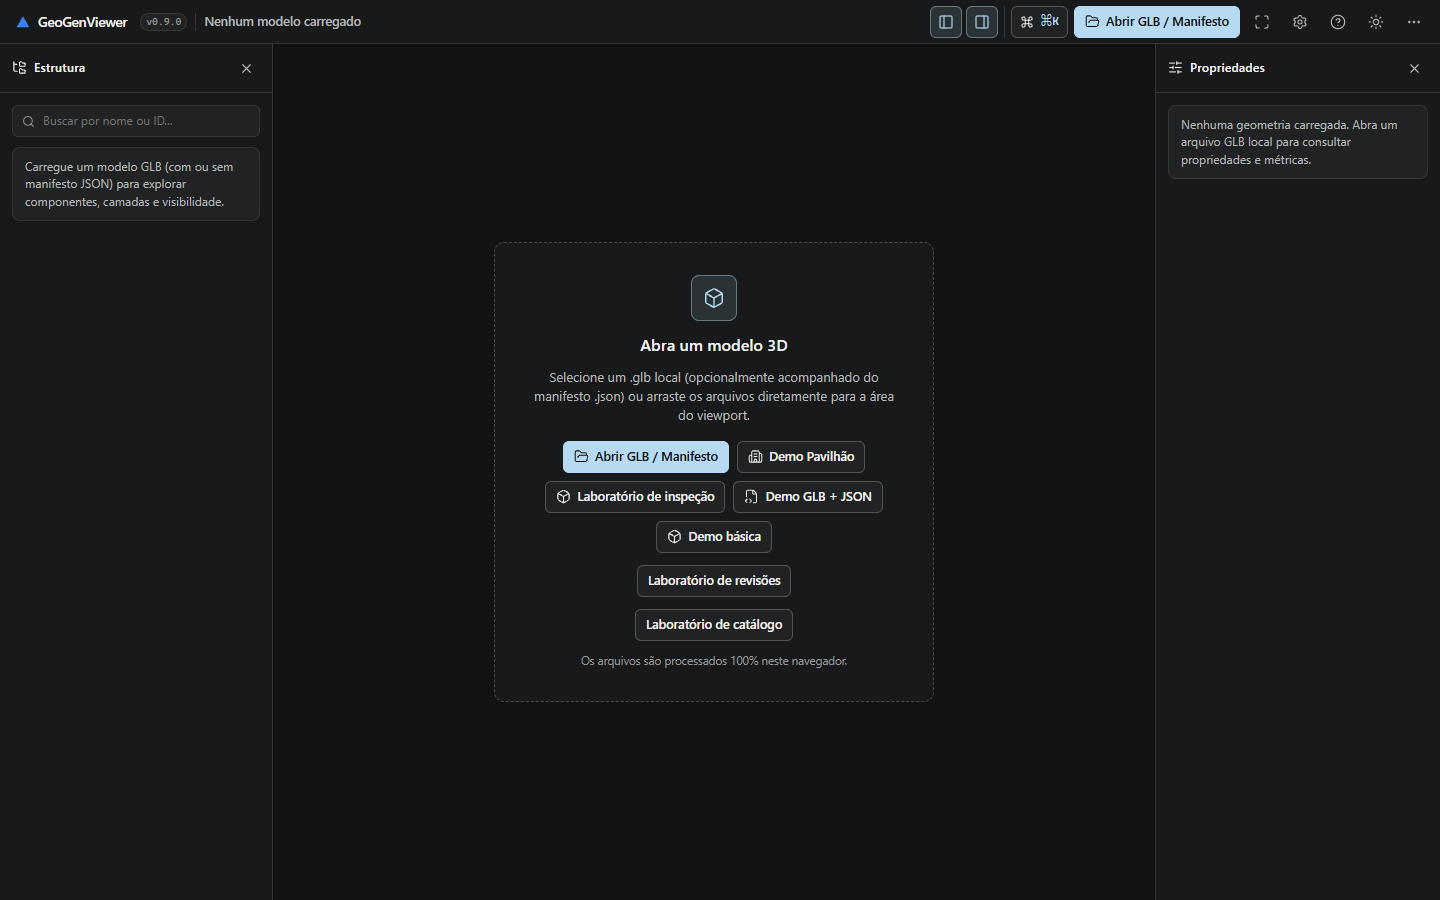 GeoGenViewer v0.9.0 Nenhum modelo carregado ⌘K Abrir GLB / Manifesto
Estrutura
Buscar por nome ou ID...
Carregue um modelo GLB (com ou sem
manifesto JSON) para explorar
componentes, camadas e visibilidade.
Abra um modelo 3D
Selecione um .glb local (opcionalmente acompanhado do
manifesto .json) ou arraste os arquivos diretamente para a área
do viewport.
Abrir GLB / Manifesto Demo Pavilhão
Laboratório de inspeção Demo GLB + JSON
Demo básica
Laboratório de revisões
Laboratório de catálogo
Os arquivos são processados 100% neste navegador.
Propriedades
Nenhuma geometria carregada. Abra um
arquivo GLB local para consultar
propriedades e métricas.